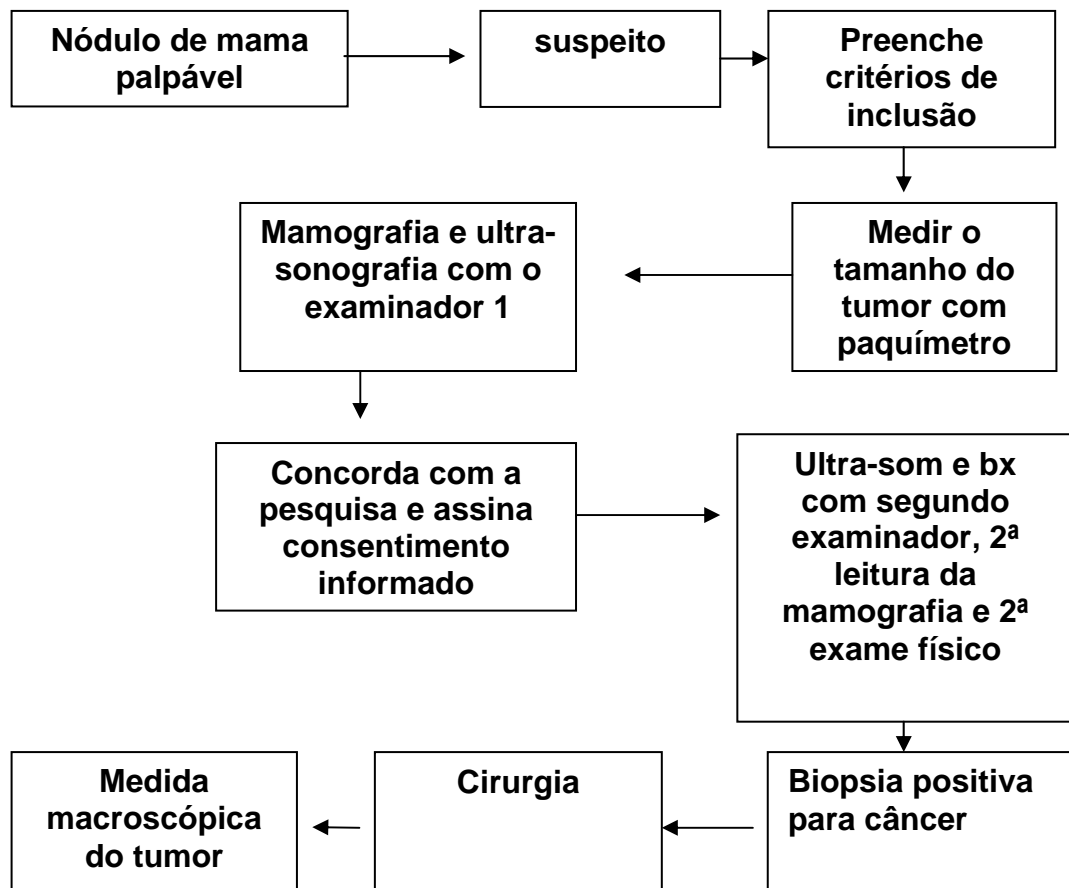 Nódulo de mama
palpável
suspeito
Preenche
critérios de
inclusão
Medir o
tamanho do
tumor com
paquímetro
Mamografia e ultra-
sonografia com o
examinador 1
Concorda com a
pesquisa e assina
consentimento
informado
Ultra-som e bx
com segundo
examinador, 2ª
leitura da
mamografia e 2ª
exame físico
Biopsia positiva
para câncer
Cirurgia
Medida
macroscópica
do tumor